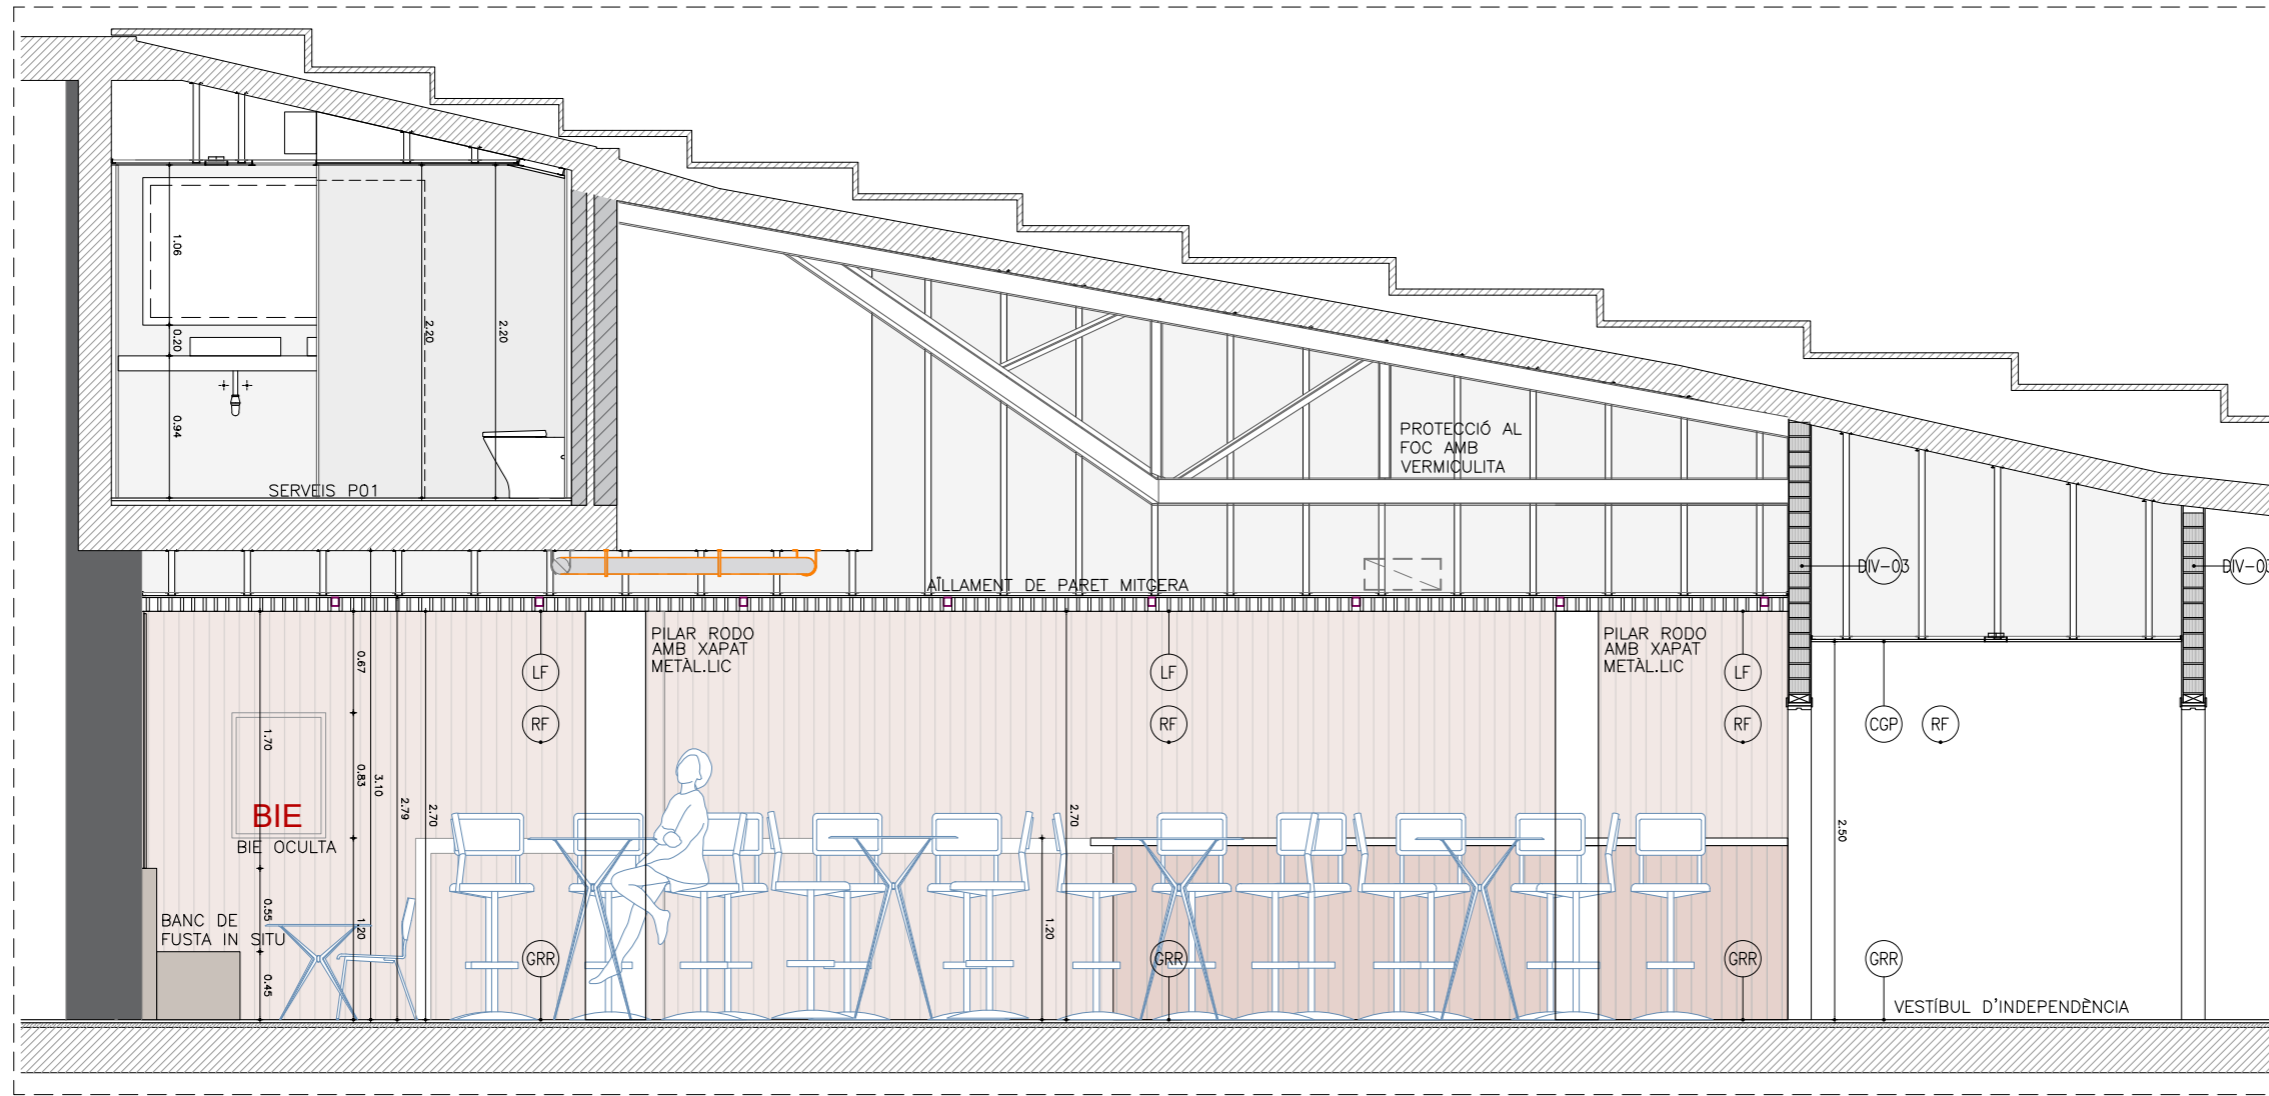 1.06
0.20
0.94
2.20
2.20
SERVEIS P01
PROTECCIÓ AL
FOC AMB
VERMICULITA
DIV-03
DIV-03
AÏLLAMENT DE PARET MITGERA
PILAR RODO
AMB XAPAT
METÀL.LIC
PILAR RODO
AMB XAPAT
METÀL.LIC
LF
LF
LF
RF
RF
RF
CGP
RF
0.67
1.70
0.83
3.10
2.79
2.70
2.70
2.50
BIE
BIE OCULTA
BANC DE
FUSTA IN SITU
0.55
1.20
1.20
0.45
GRR
GRR
GRR
GRR
VESTÍBUL D'INDEPENDÈNCIA